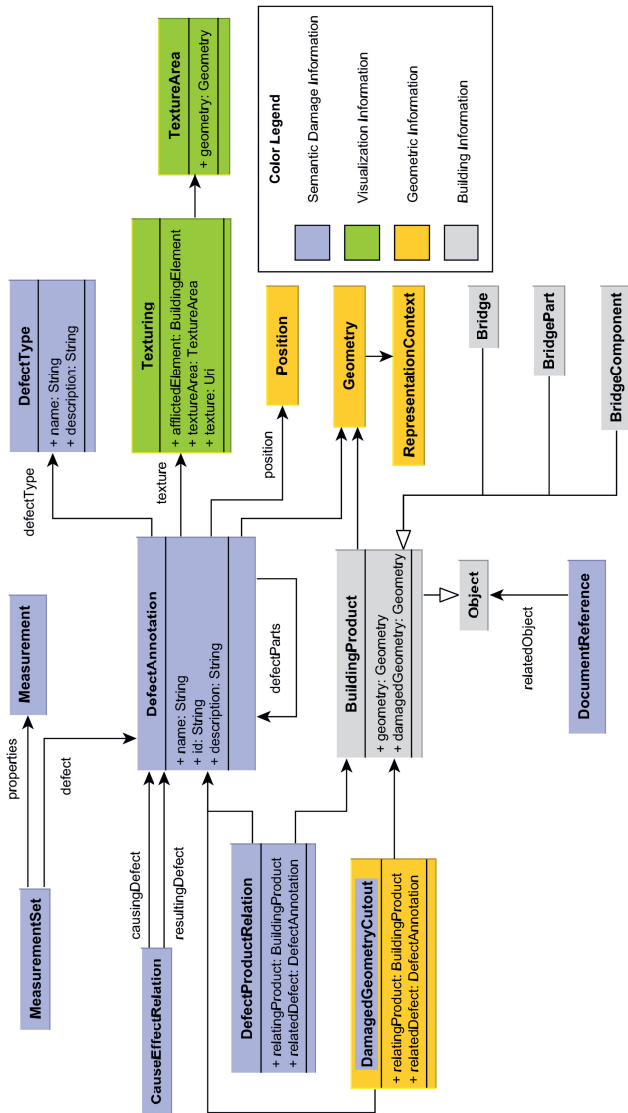 MeasurementSet
properties
defect
Measurement
CauseEffectRelation
causingDefect
resultingDefect
DefectAnnotation
+ name: String
+ id: String
+ description: String
defectParts
defectType
DefectType
+ name: String
+ description: String
texture
Texturing
+ afflictedElement: BuildingElement
+ textureArea: TextureArea
+ texture: Uri
TextureArea
+ geometry: Geometry
position
Position
Geometry
RepresentationContext
DefectProductRelation
+ relatingProduct: BuildingProduct
+ relatedDefect: DefectAnnotation
DamagedGeometryCutout
+ relatingProduct: BuildingProduct
+ relatedDefect: DefectAnnotation
BuildingProduct
+ geometry: Geometry
+ damagedGeometry: Geometry
Object
relatedObject
DocumentReference
Bridge
BridgePart
BridgeComponent
Color Legend
Semantic Damage Information
Visualization Information
Geometric Information
Building Information